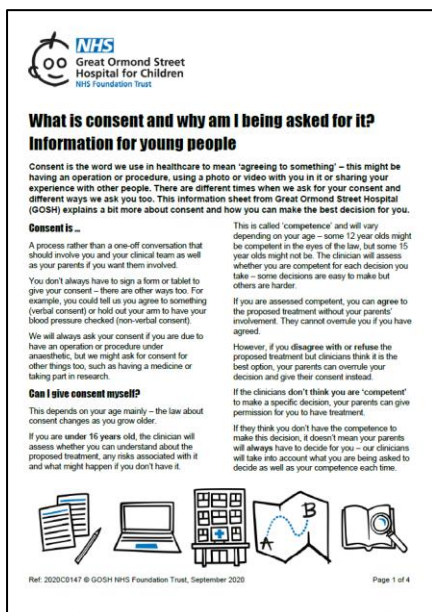 NHS
Great Ormond Street
Hospital for Children
NHS Foundation Trust
What is consent and why am I being asked for it?
Information for young people
Consent is the word we use in healthcare to mean ‘agreeing to something’ – this might be
having an operation or procedure, using a photo or video with you in it or sharing your
experience with other people. There are different times when we ask for your consent and
different ways we ask you too. This information sheet from Great Ormond Street Hospital
(GOSH) explains a bit more about consent and how you can make the best decision for you.
Consent is ...
A process rather than a one-off conversation that
should involve you and your clinical team as well
as your parents if you want them involved.
You don’t always have to sign a form or tablet to
give your consent – there are other ways too. For
example, you could tell us you agree to something
(verbal consent) or hold out your arm to have your
blood pressure checked (non-verbal consent).
We will always ask your consent if you are due to
have an operation or procedure under
anaesthetic, but we might ask for consent for
other things too, such as having a medicine or
taking part in research.
Can I give consent myself?
This depends on your age mainly – the law about
consent changes as you grow older.
If you are under 16 years old, the clinician will
assess whether you can understand about the
proposed treatment, any risks associated with it
and what might happen if you don’t have it.
This is called ‘competence’ and will vary
depending on your age – some 12 year olds might
be competent in the eyes of the law, but some 15
year olds might not be. The clinician will assess
whether you are competent for each decision you
take – some decisions are easy to make but
others are harder.
If you are assessed competent, you can agree to
the proposed treatment without your parents’
involvement. They cannot overrule you if you have
agreed.
However, if you disagree with or refuse the
proposed treatment but clinicians think it is the
best option, your parents can overrule your
decision and give their consent instead.
If the clinicians don’t think you are ‘competent’
to make a specific decision, your parents can give
permission for you to have treatment.
If they think you don’t have the competence to
make this decision, it doesn’t mean your parents
will always have to decide for you – our clinicians
will take into account what you are being asked to
decide as well as your competence each time.
A
B
Ref: 2020C0147 © GOSH NHS Foundation Trust, September 2020
Page 1 of 4